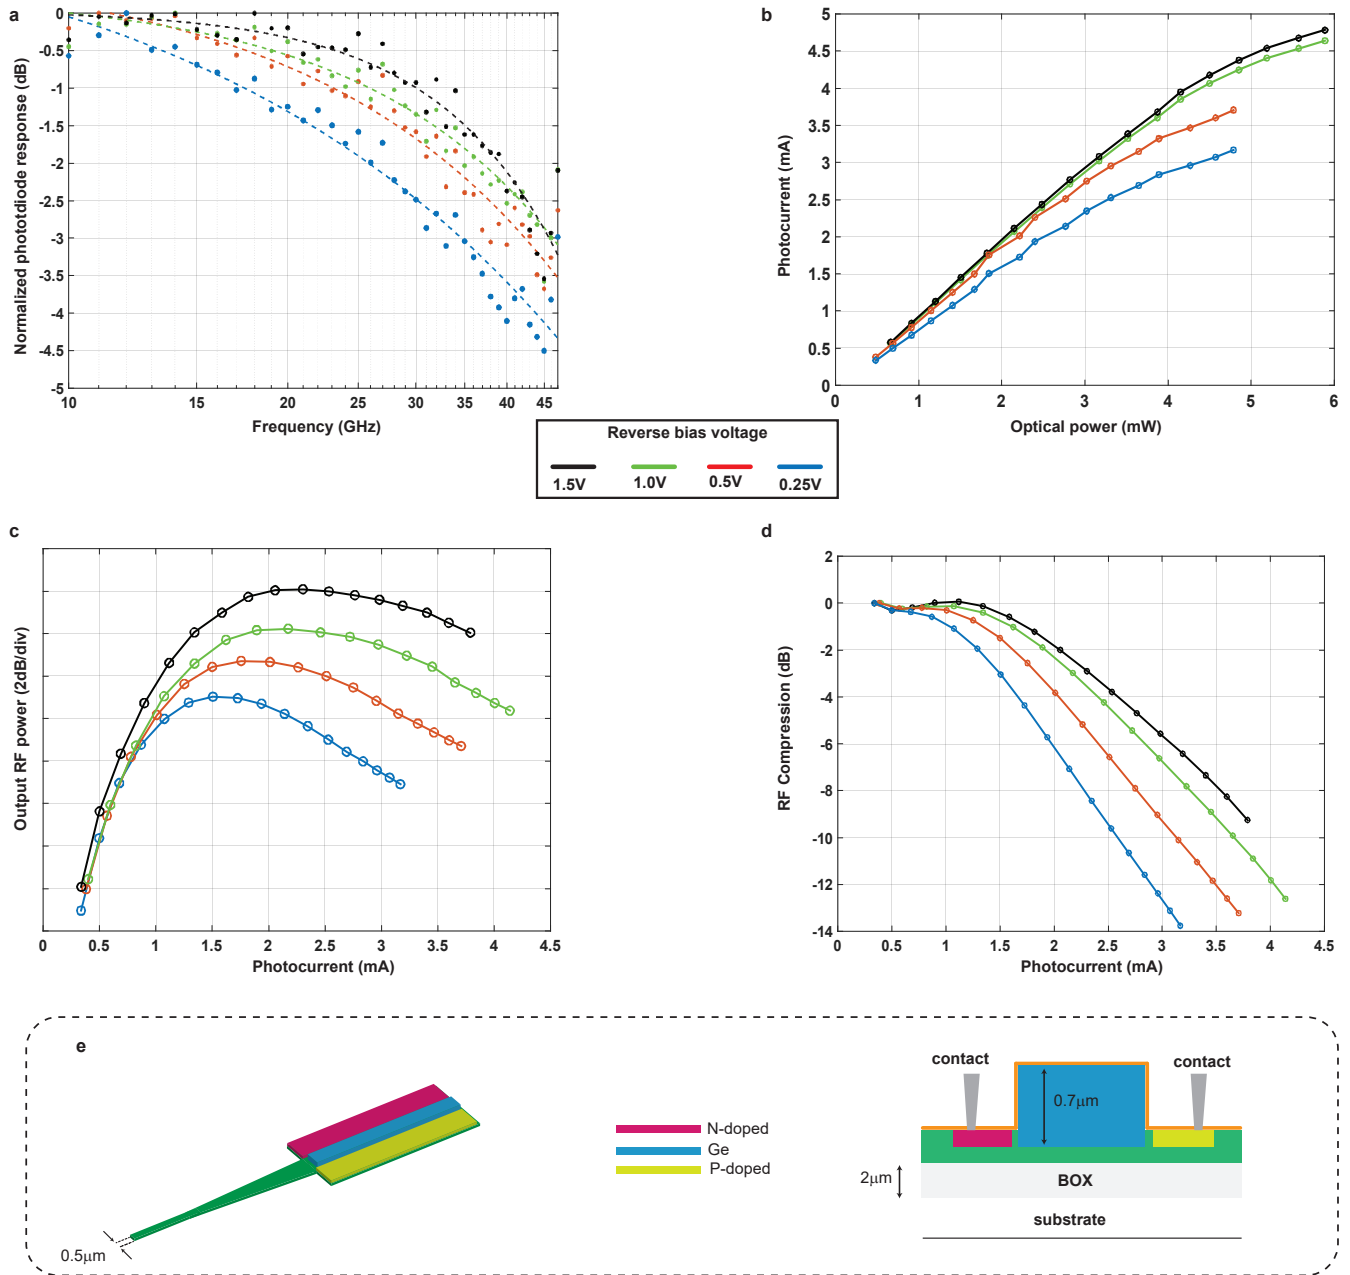 a
Normalized phototdiode response (dB)
0
-0.5
-1
-1.5
-2
-2.5
-3
-3.5
-4
-4.5
-5
10 15 20 25 30 35 40 45
Frequency (GHz)
b
Photocurrent (mA)
5
4.5
4
3.5
3
2.5
2
1.5
1
0.5
0
0 1 2 3 4 5 6
Optical power (mW)
Reverse bias voltage
1.5V 1.0V 0.5V 0.25V
c
Output RF power (2dB/div)
0 0.5 1 1.5 2 2.5 3 3.5 4 4.5
Photocurrent (mA)
d
RF Compression (dB)
2
0
-2
-4
-6
-8
-10
-12
-14
0 0.5 1 1.5 2 2.5 3 3.5 4 4.5
Photocurrent (mA)
e
0.5μm
N-doped
Ge
P-doped
contact
contact
0.7μm
2μm
BOX
substrate